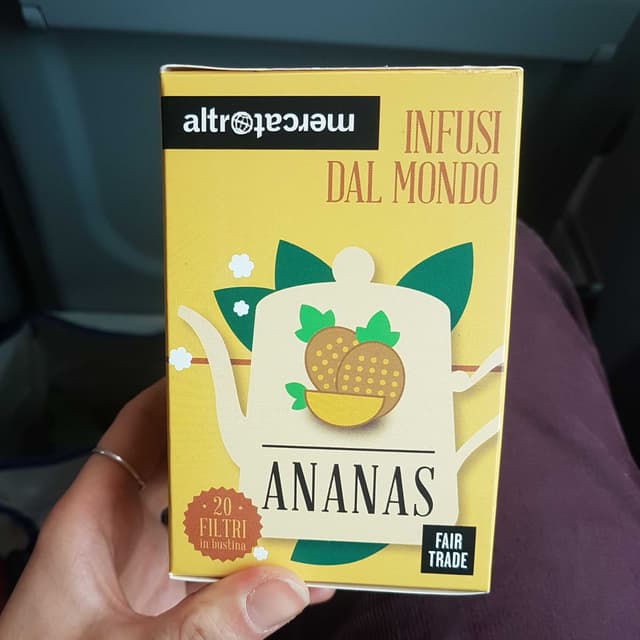 altromercato
INFUSI
DAL MONDO
ANANAS
20
FILTRI
in bustina
FAIR
TRADE